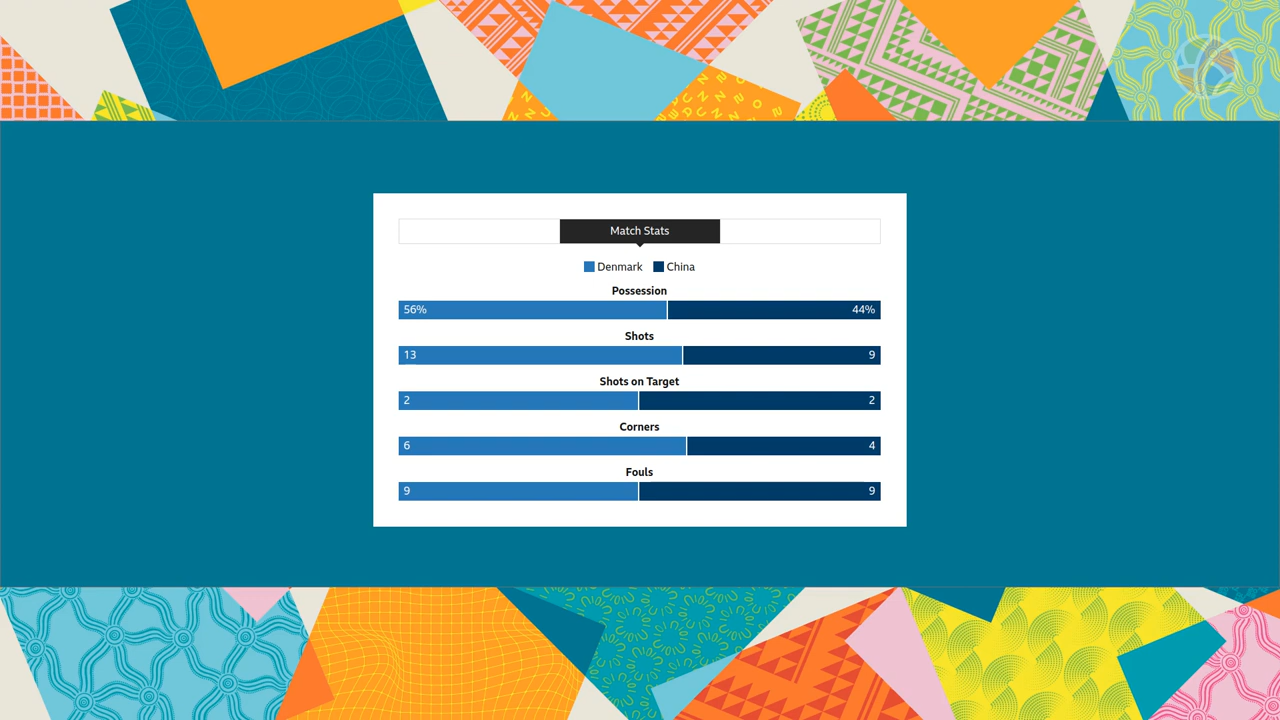 Match Stats
Denmark China
Possession
56% 44%
Shots
13 9
Shots on Target
2 2
Corners
6 4
Fouls
9 9